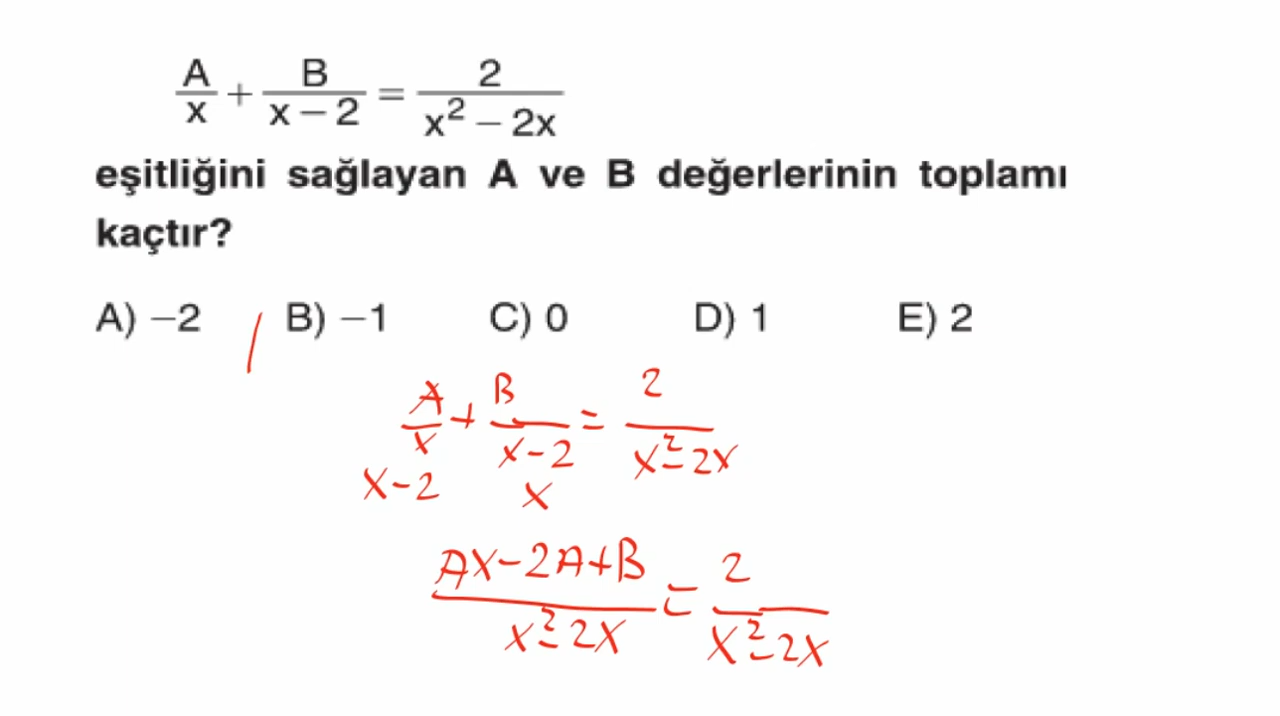 A/x + B/(x − 2) = 2/(x² − 2x)
eşitliğini sağlayan A ve B değerlerinin toplamı
kaçtır?
A) −2 B) −1 C) 0 D) 1 E) 2
A/x + B/(x-2) = 2/(x²-2x)
x-2 x
(Ax-2A+B)/(x²-2x) = 2/(x²-2x)